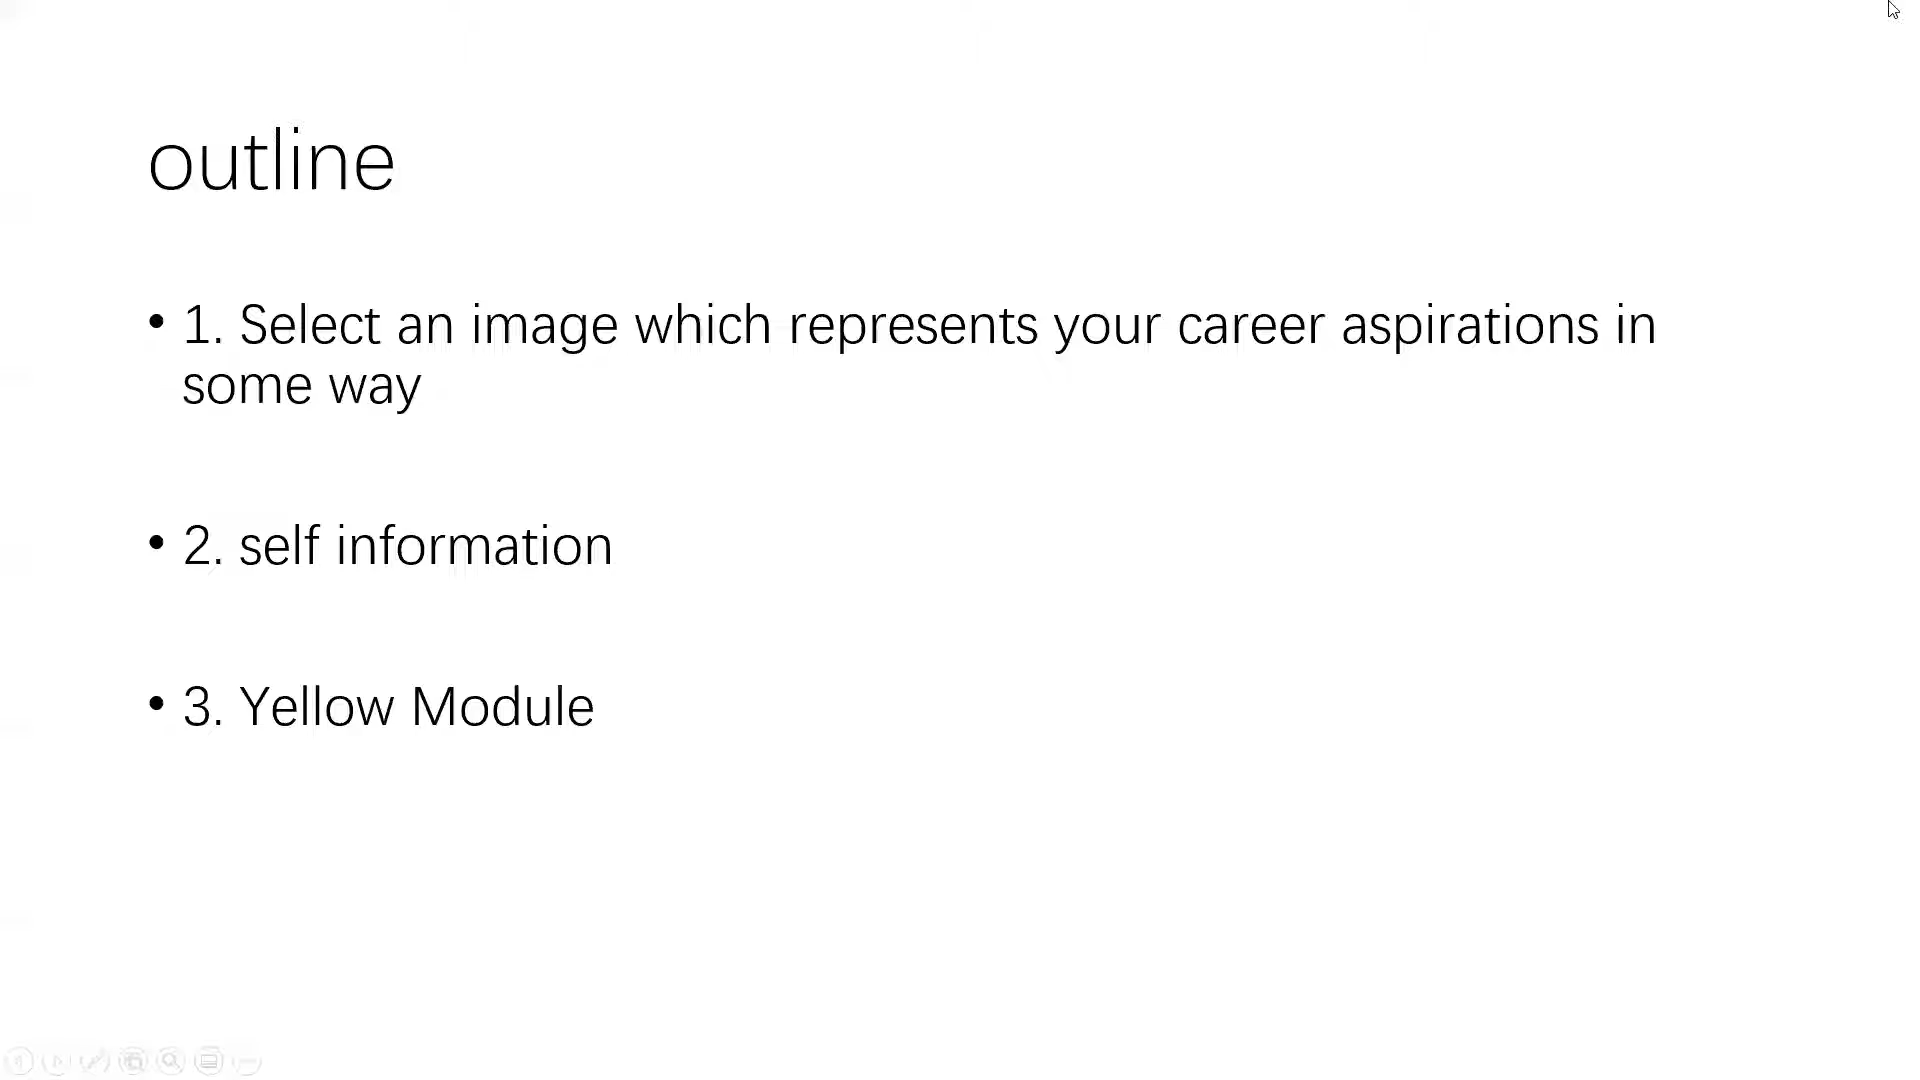 outline
• 1. Select an image which represents your career aspirations in
some way
• 2. self information
• 3. Yellow Module